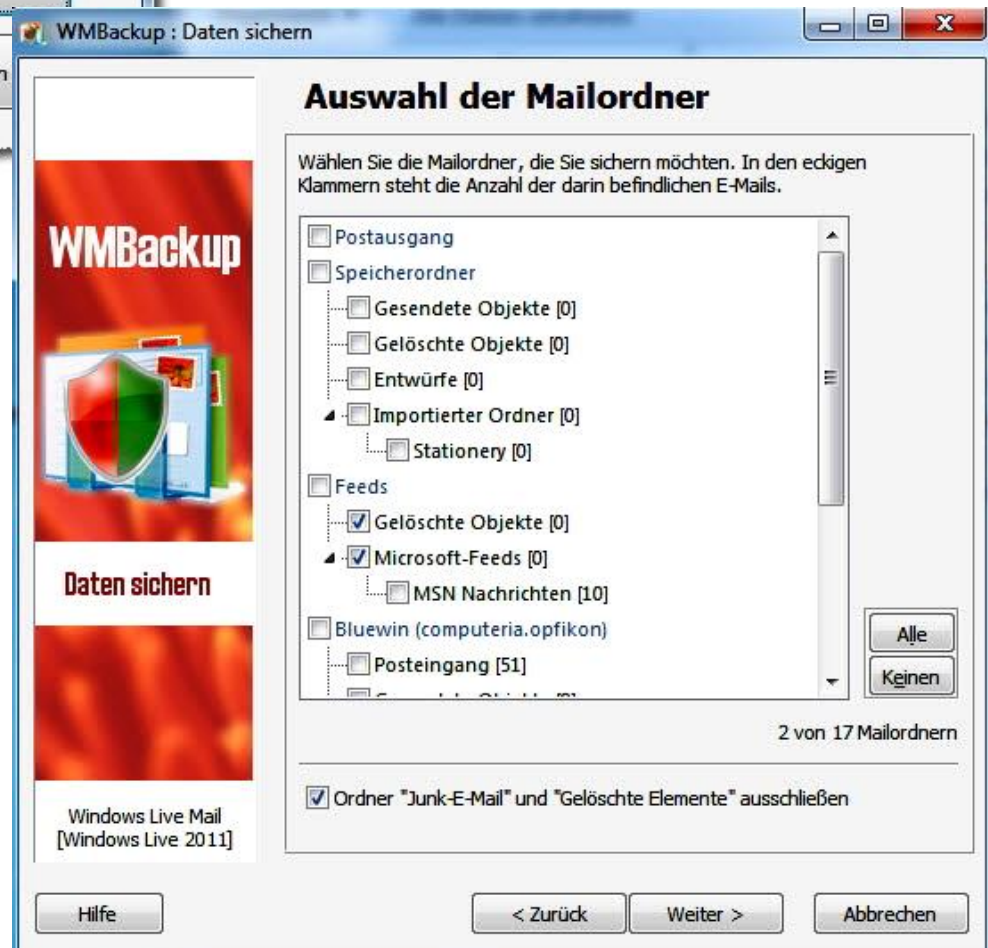 WMBackup : Daten sichern
Auswahl der Mailordner
Wählen Sie die Mailordner, die Sie sichern möchten. In den eckigen
Klammern steht die Anzahl der darin befindlichen E-Mails.
WMBackup
Daten sichern
Windows Live Mail
[Windows Live 2011]
Postausgang
Speicherordner
Gesendete Objekte [0]
Gelöschte Objekte [0]
Entwürfe [0]
Importierter Ordner [0]
Stationery [0]
Feeds
Gelöschte Objekte [0]
Microsoft-Feeds [0]
MSN Nachrichten [10]
Bluewin (computeria.opfikon)
Posteingang [51]
Alle
Keinen
2 von 17 Mailordnern
Ordner "Junk-E-Mail" und "Gelöschte Elemente" ausschließen
Hilfe
< Zurück
Weiter >
Abbrechen